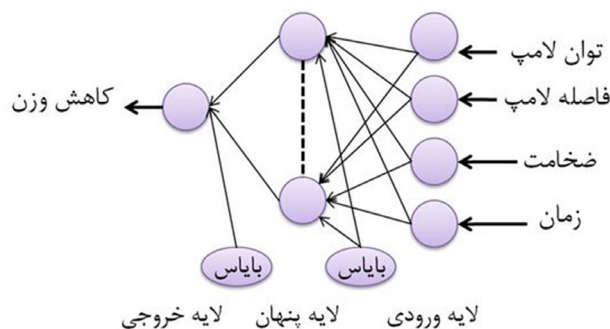 توان لامپ
فاصله لامپ
کاهش وزن
ضخامت
زمان
بایاس
بایاس
لایه ورودی
لایه پنهان
لایه خروجی